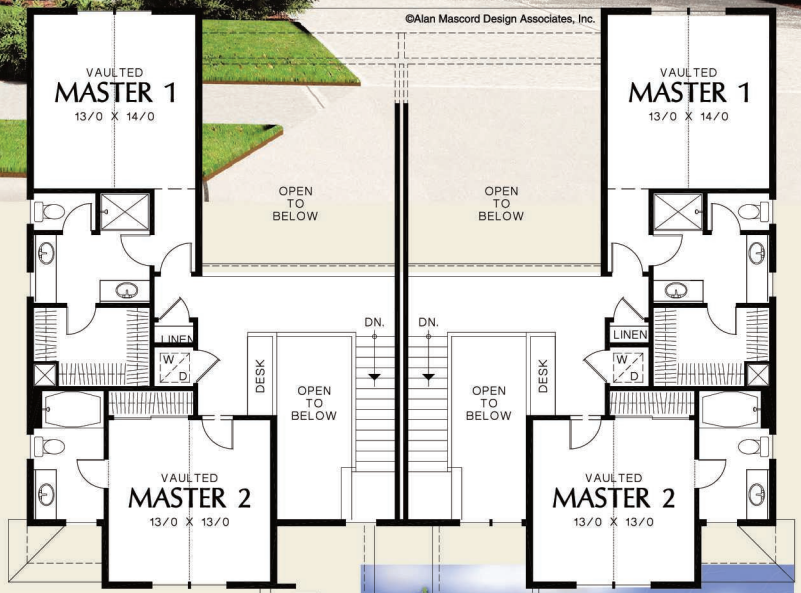 ©Alan Mascord Design Associates, Inc.
VAULTED
MASTER 1
13/0 X 14/0
VAULTED
MASTER 1
13/0 X 14/0
OPEN
TO
BELOW
OPEN
TO
BELOW
DN.
DN.
LINEN
LINEN
W
D
W
D
DESK
OPEN
TO
BELOW
OPEN
TO
BELOW
DESK
VAULTED
MASTER 2
13/0 X 13/0
VAULTED
MASTER 2
13/0 X 13/0